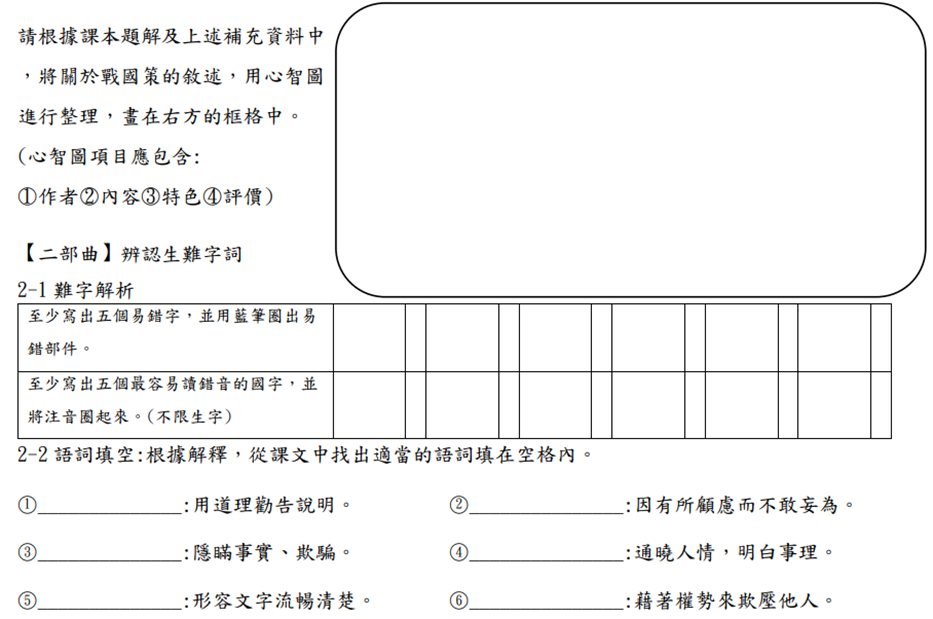 請根據課本題解及上述補充資料中
，將關於戰國策的敘述，用心智圖
進行整理，畫在右方的框格中。
(心智圖項目應包含:
①作者②內容③特色④評價)
【二部曲】辨認生難字詞
2-1 難字解析
至少寫出五個易錯字，並用藍筆圈出易
錯部件。
至少寫出五個最容易讀錯音的國字，並
將注音圈起來。(不限生字)
2-2 語詞填空:根據解釋，從課文中找出適當的語詞填在空格內。
①______________:用道理勸告說明。 ②_______________:因有所顧慮而不敢妄為。
③______________:隱瞞事實、欺騙。 ④_______________:通曉人情，明白事理。
⑤______________:形容文字流暢清楚。 ⑥_______________:藉著權勢來欺壓他人。